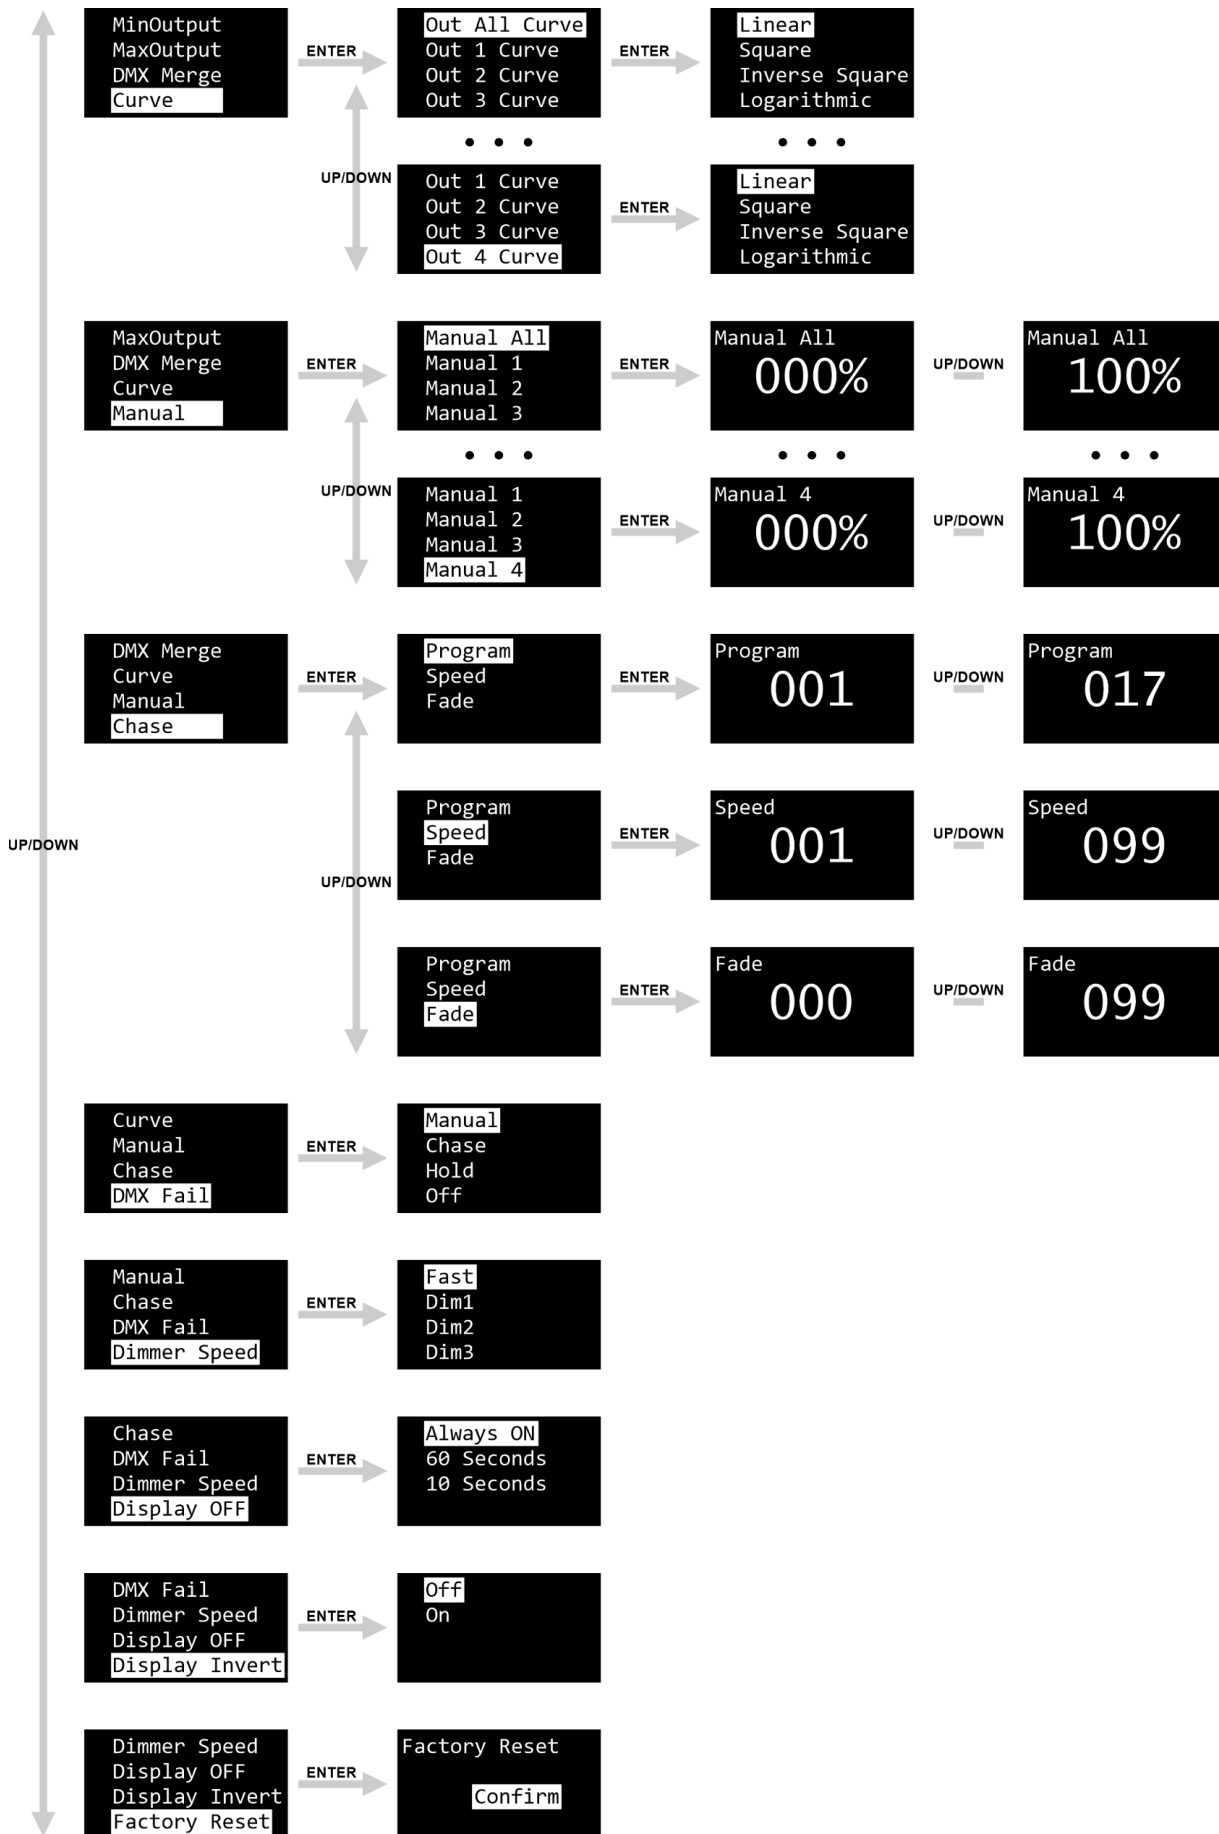 MinOutput
MaxOutput
DMX Merge
Curve
ENTER
Out All Curve
Out 1 Curve
Out 2 Curve
Out 3 Curve
ENTER
Linear
Square
Inverse Square
Logarithmic
• • •
• • •
UP/DOWN
Out 1 Curve
Out 2 Curve
Out 3 Curve
Out 4 Curve
ENTER
Linear
Square
Inverse Square
Logarithmic
MaxOutput
DMX Merge
Curve
Manual
ENTER
Manual All
Manual 1
Manual 2
Manual 3
ENTER
Manual All
000%
UP/DOWN
Manual All
100%
• • •
• • •
• • •
UP/DOWN
Manual 1
Manual 2
Manual 3
Manual 4
ENTER
Manual 4
000%
UP/DOWN
Manual 4
100%
DMX Merge
Curve
Manual
Chase
ENTER
Program
Speed
Fade
ENTER
Program
001
UP/DOWN
Program
017
UP/DOWN
UP/DOWN
Program
Speed
Fade
ENTER
Speed
001
UP/DOWN
Speed
099
Program
Speed
Fade
ENTER
Fade
000
UP/DOWN
Fade
099
Curve
Manual
Chase
DMX Fail
ENTER
Manual
Chase
Hold
Off
Manual
Chase
DMX Fail
Dimmer Speed
ENTER
Fast
Dim1
Dim2
Dim3
Chase
DMX Fail
Dimmer Speed
Display OFF
ENTER
Always ON
60 Seconds
10 Seconds
DMX Fail
Dimmer Speed
Display OFF
Display Invert
ENTER
Off
On
Dimmer Speed
Display OFF
Display Invert
Factory Reset
ENTER
Factory Reset
Confirm